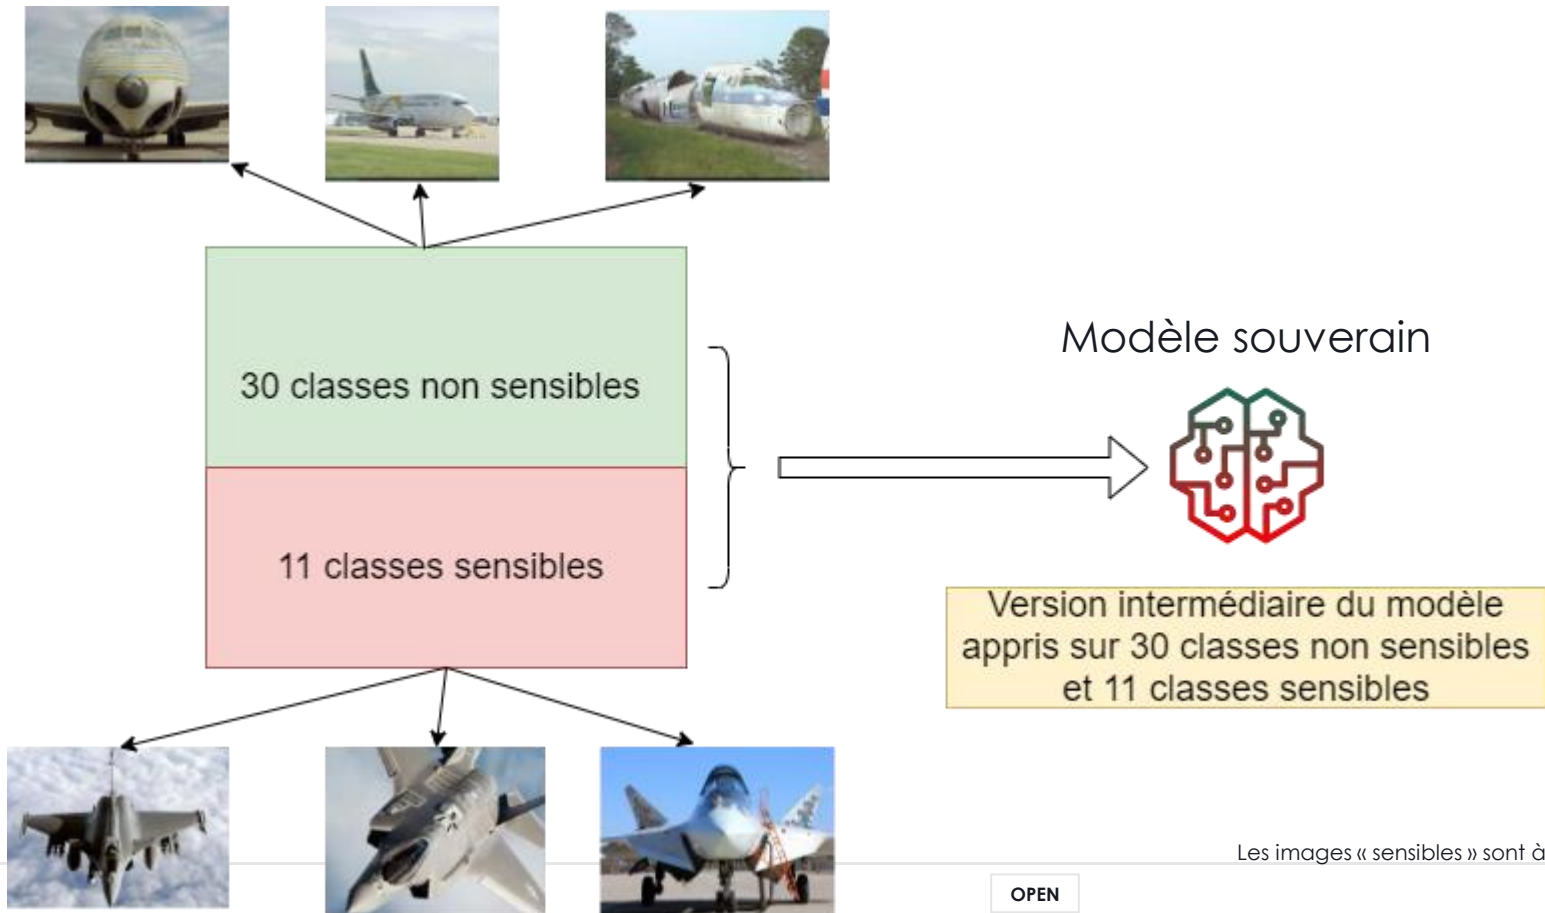 30 classes non sensibles
11 classes sensibles
Modèle souverain
Version intermédiaire du modèle
appris sur 30 classes non sensibles
et 11 classes sensibles
Les images « sensibles » sont à
OPEN